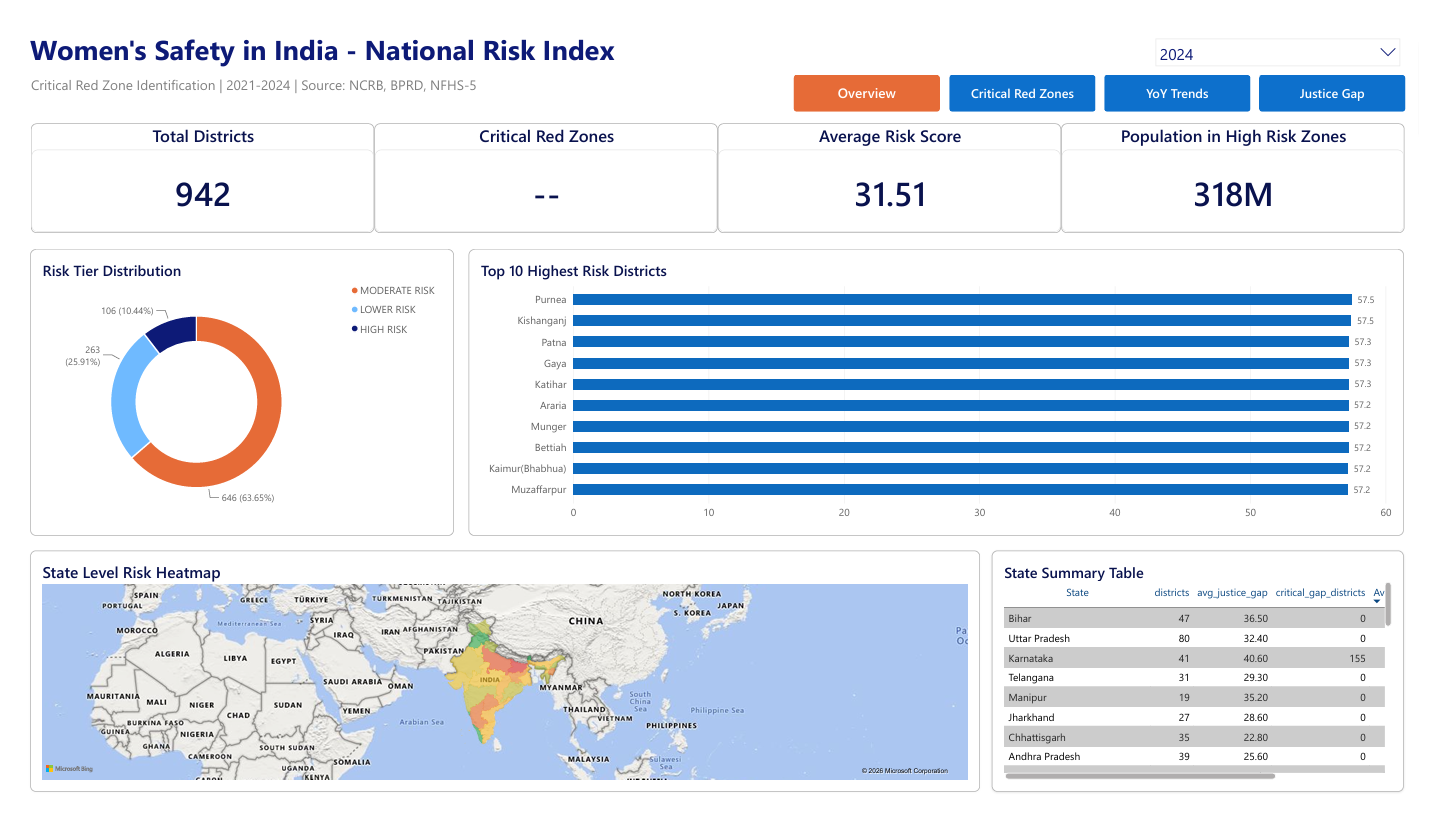 Women's Safety in India - National Risk Index
Critical Red Zone Identification | 2021-2024 | Source: NCRB, BPRD, NFHS-5
2024
Overview
Critical Red Zones
YoY Trends
Justice Gap
Total Districts
942
Critical Red Zones
--
Average Risk Score
31.51
Population in High Risk Zones
318M
Risk Tier Distribution
MODERATE RISK
LOWER RISK
HIGH RISK
106 (10.44%)
263
(25.91%)
646 (63.65%)
Top 10 Highest Risk Districts
Purnea 57.5
Kishanganj 57.5
Patna 57.3
Gaya 57.3
Katihar 57.3
Araria 57.2
Munger 57.2
Bettiah 57.2
Kaimur(Bhabhua) 57.2
Muzaffarpur 57.2
0 10 20 30 40 50 60
State Level Risk Heatmap
SPAIN
PORTUGAL
GREECE
TÜRKIYE
TURKMENISTAN
TAJIKISTAN
NORTH KOREA
S. KOREA
JAPAN
Mediterranean Sea
SYRIA
IRAQ
IRAN
AFGHANISTAN
CHINA
MOROCCO
PAKISTAN
ALGERIA
LIBYA
EGYPT
SAUDI ARABIA
OMAN
INDIA
MYANMAR
MAURITANIA
MALI
NIGER
CHAD
SUDAN
YEMEN
Arabian Sea
THAILAND
VIETNAM
South
China
Sea
Philippine Sea
PHILIPPINES
BURKINA FASO
GUINEA
GHANA
NIGERIA
CAMEROON
SOUTH SUDAN
SOMALIA
UGANDA
KENYA
MALAYSIA
Sulawesi
Sea
Microsoft Bing
© 2026 Microsoft Corporation
State Summary Table
State districts avg_justice_gap critical_gap_districts Av
Bihar 47 36.50 0
Uttar Pradesh 80 32.40 0
Karnataka 41 40.60 155
Telangana 31 29.30 0
Manipur 19 35.20 0
Jharkhand 27 28.60 0
Chhattisgarh 35 22.80 0
Andhra Pradesh 39 25.60 0